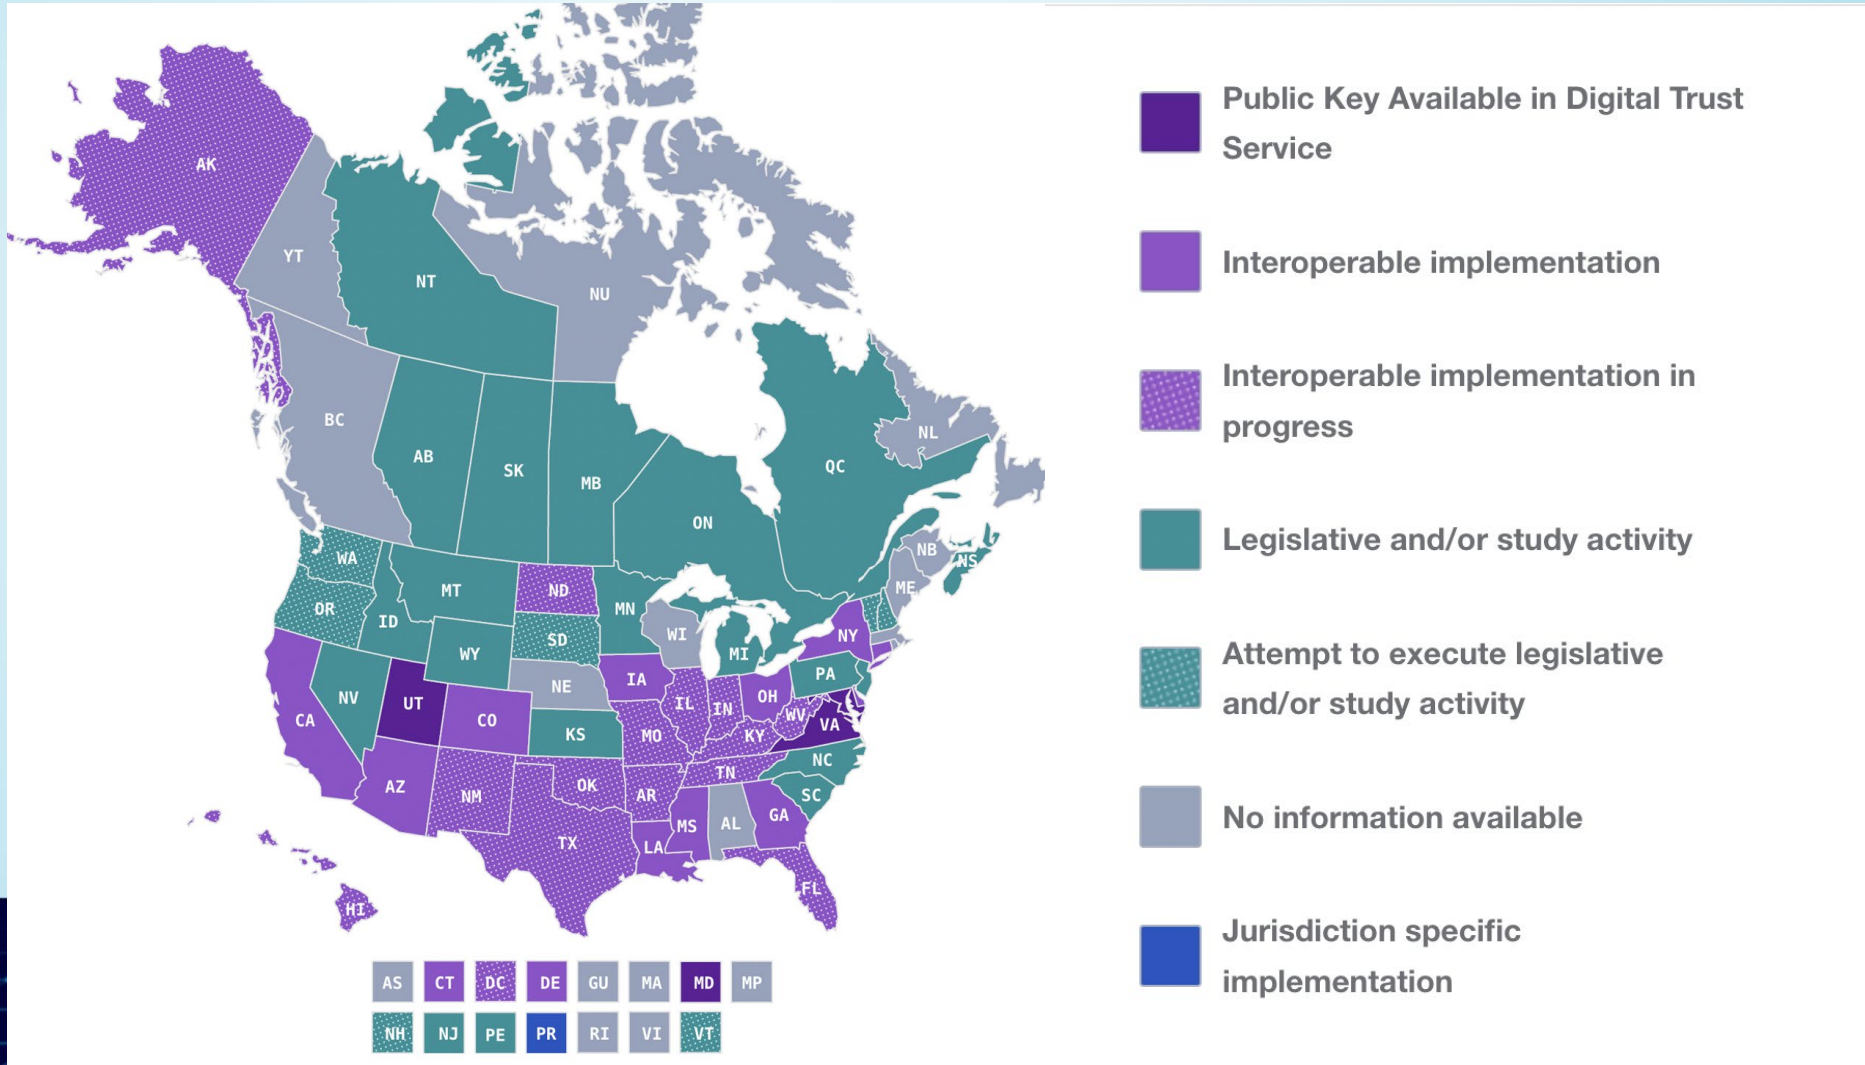 AK
YT
NT
NU
BC
AB
SK
MB
ON
QC
NL
NB
NS
ME
WA
OR
ID
MT
ND
MN
SD
WY
WI
MI
NY
PA
NE
IA
NV
UT
CO
CA
KS
IL
IN
OH
WV
VA
MO
KY
NC
TN
SC
AZ
NM
OK
AR
MS
AL
GA
TX
LA
FL
HI
AS CT DC DE GU MA MD MP
NH NJ PE PR RI VI VT
Public Key Available in Digital Trust
Service
Interoperable implementation
Interoperable implementation in
progress
Legislative and/or study activity
Attempt to execute legislative
and/or study activity
No information available
Jurisdiction specific
implementation